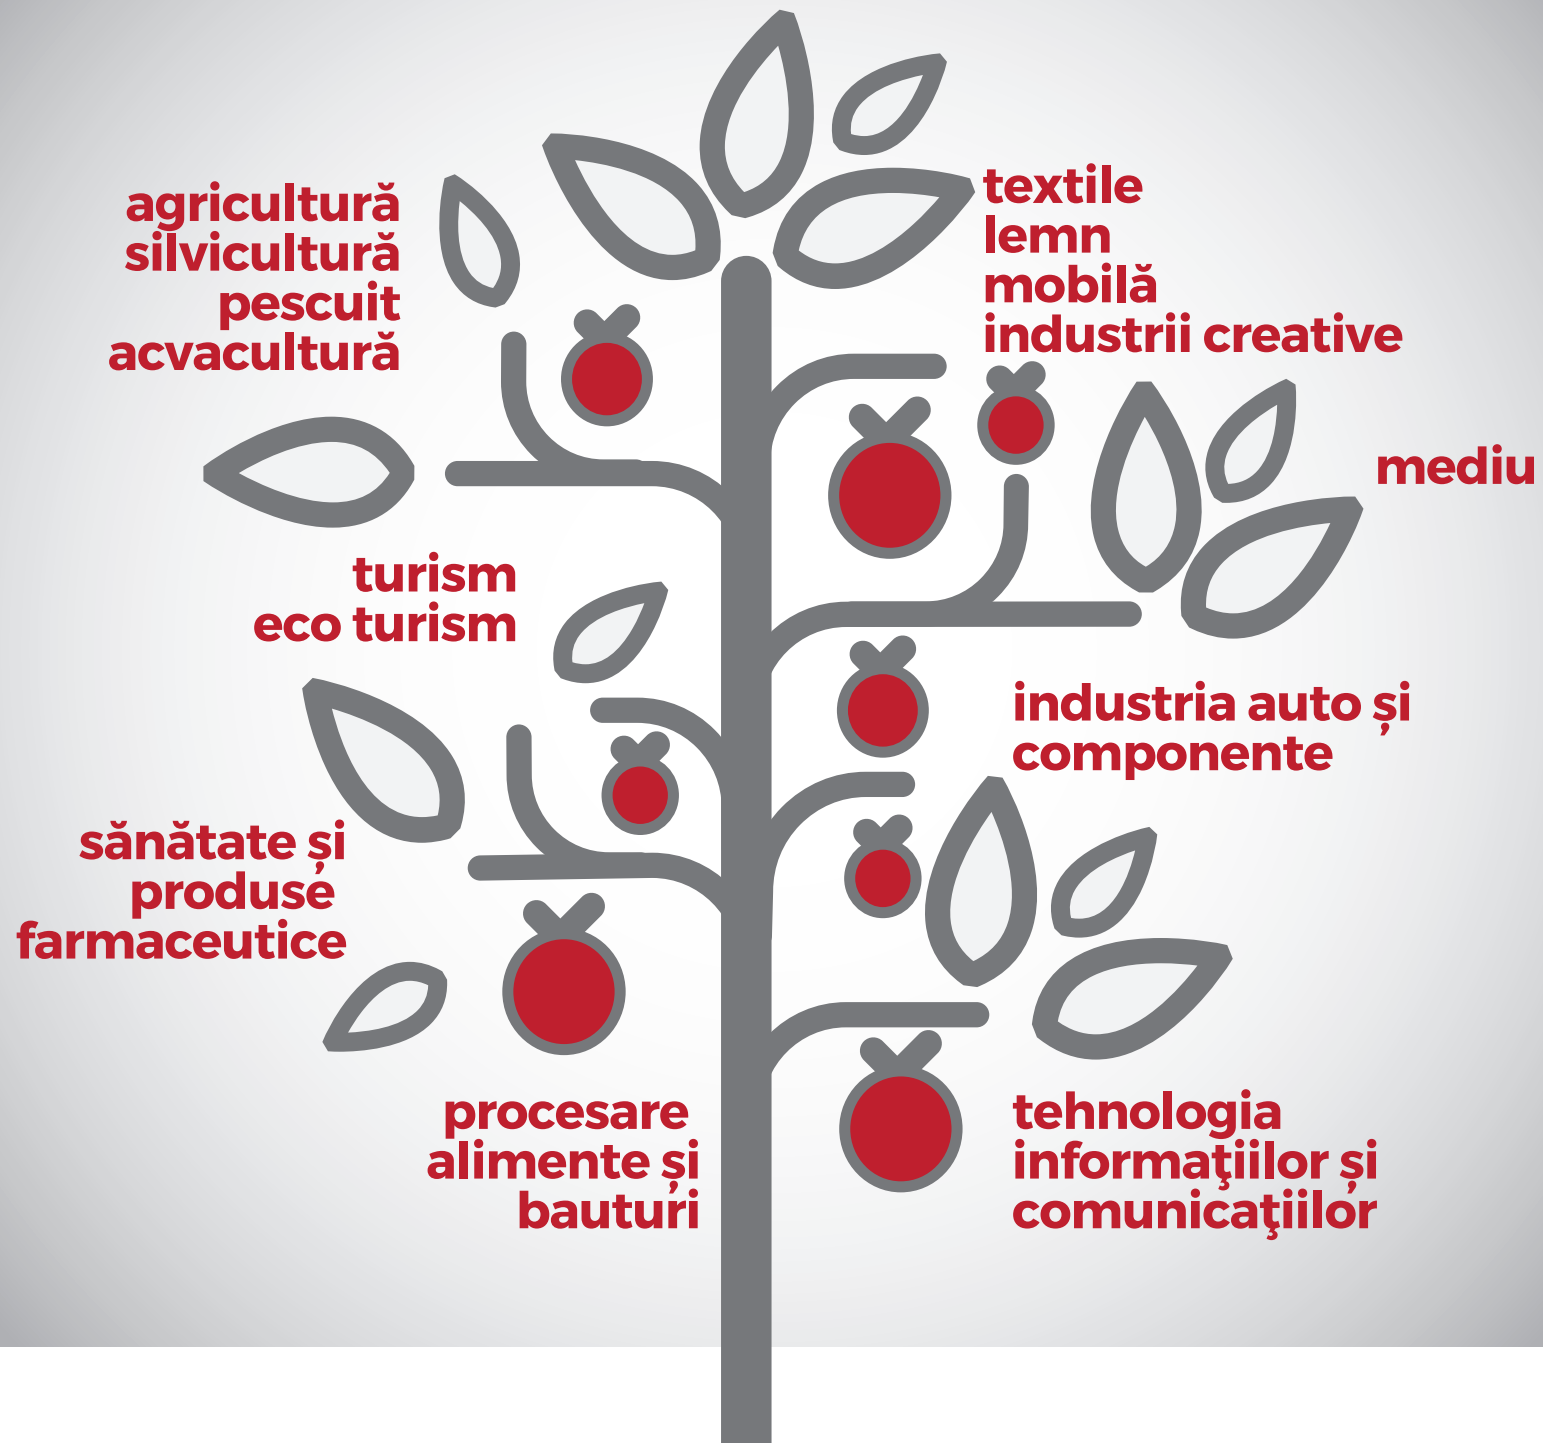 agricultură
silvicultură
pescuit
acvacultură
textile
lemn
mobilă
industrii creative
mediu
turism
eco turism
industria auto și
componente
sănătate și
produse
farmaceutice
procesare
alimente și
bauturi
tehnologia
informaţiilor și
comunicaţiilor